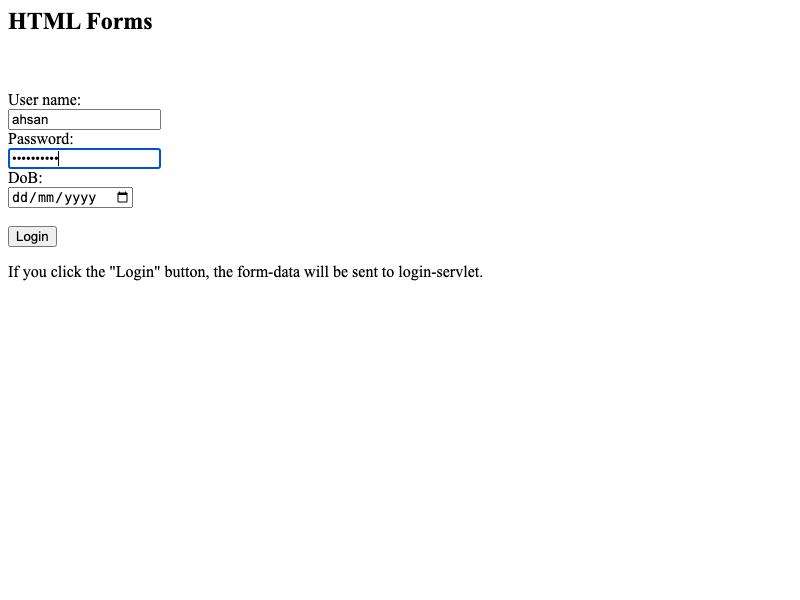 HTML Forms
User name:
ahsan
Password:
••••••••••
DoB:
dd/mm/yyyy
Login
If you click the "Login" button, the form-data will be sent to login-servlet.